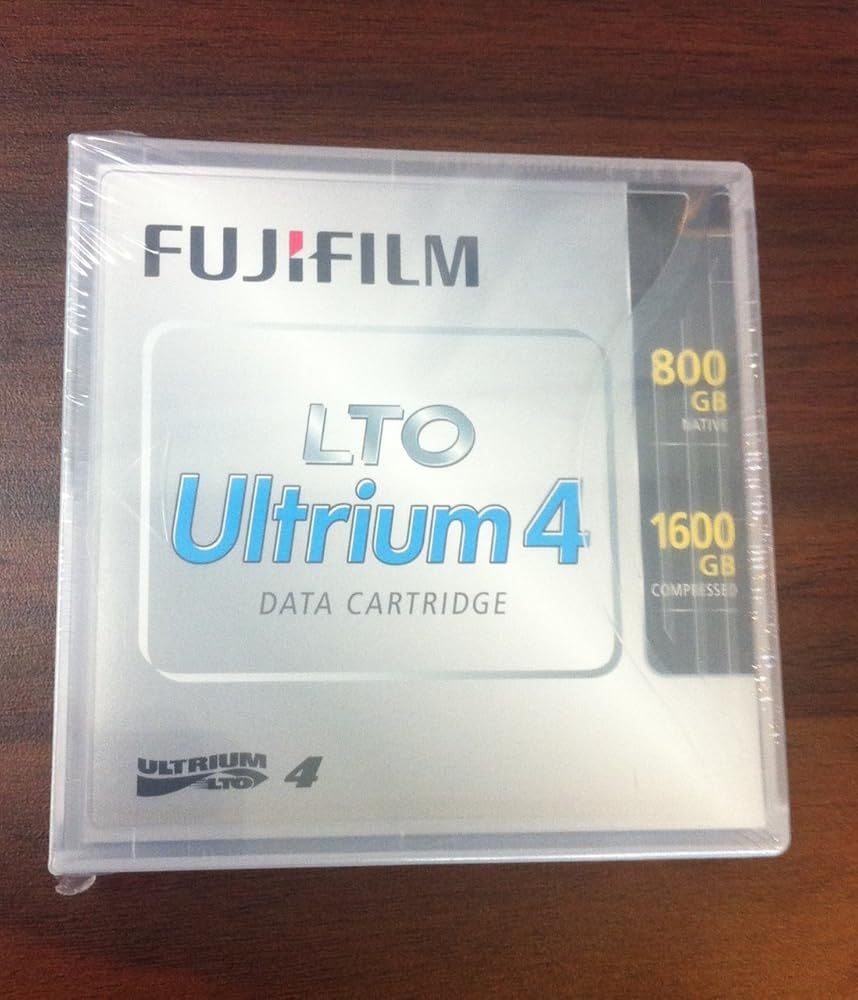 FUJIFILM
800
GB
NATIVE
LTO
Ultrium 4
DATA CARTRIDGE
1600
GB
COMPRESSED
ULTRIUM
LTO 4